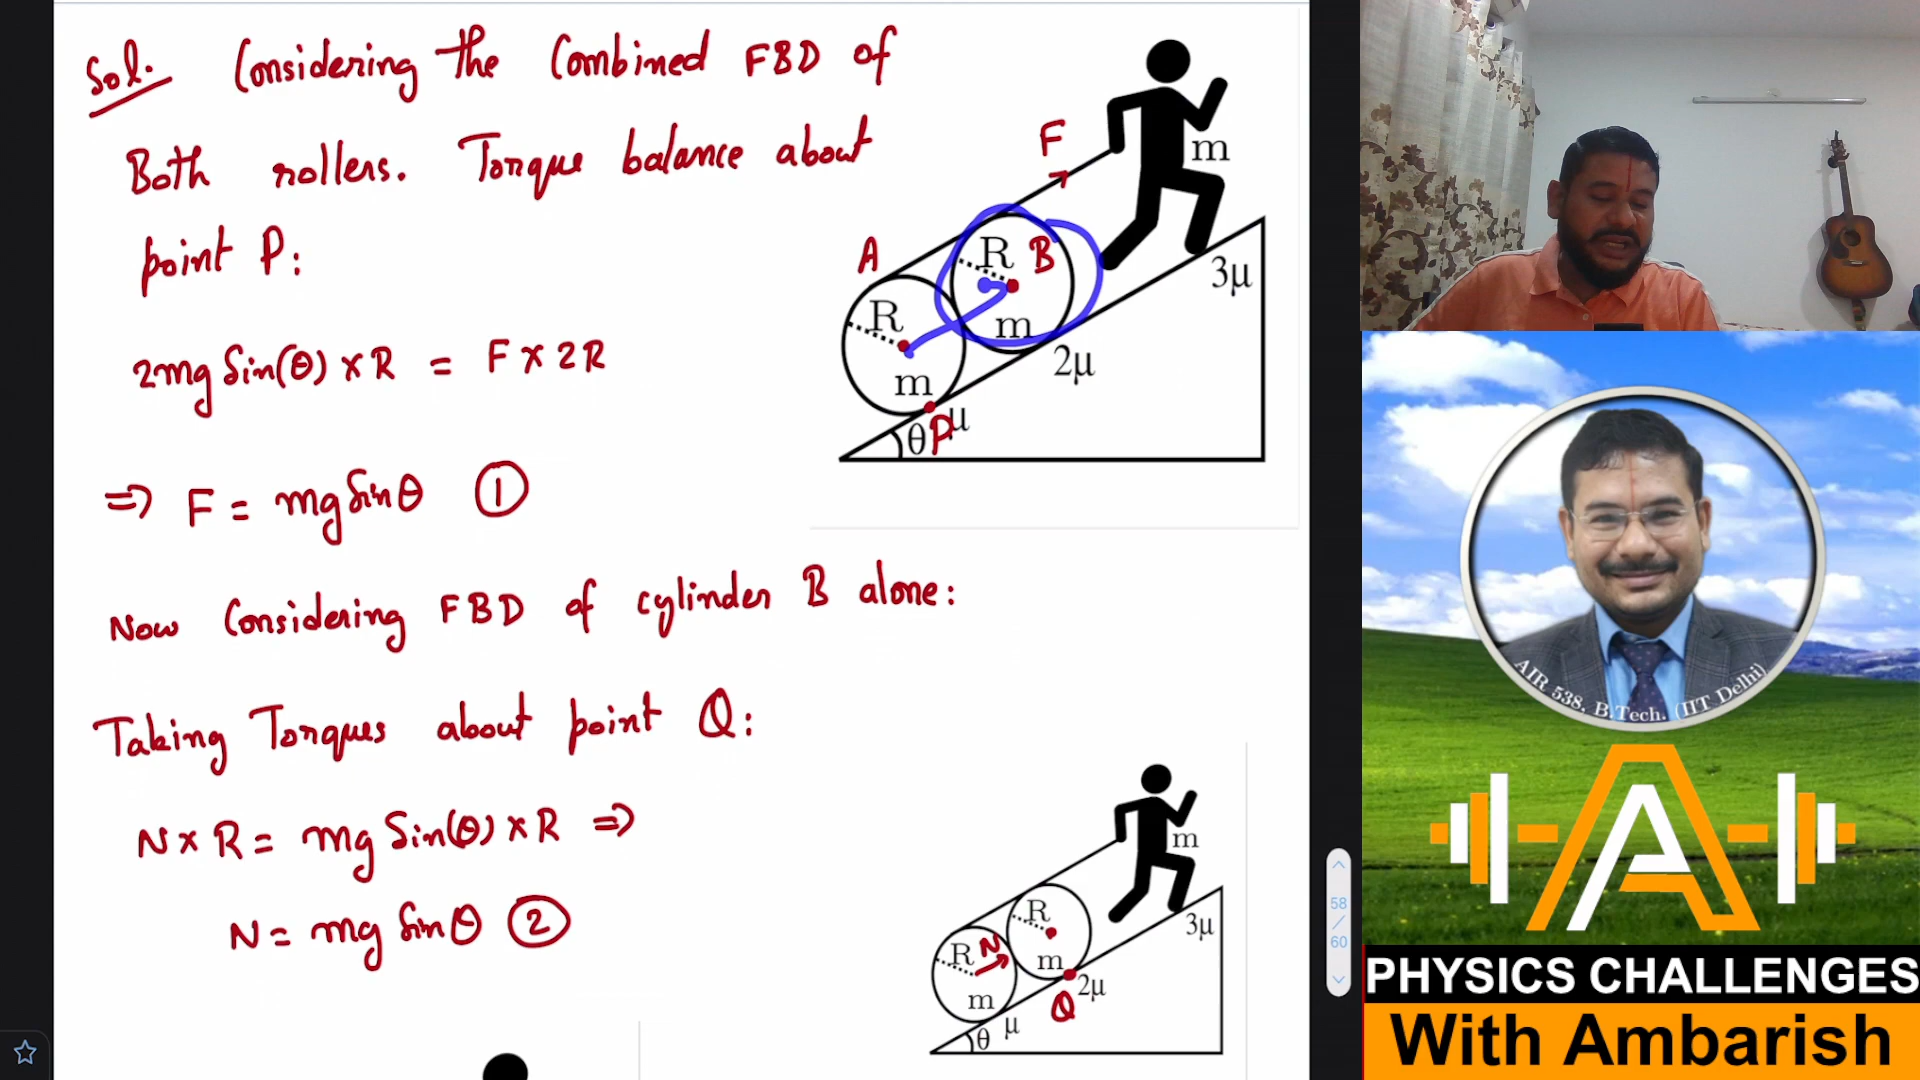 Sol. Considering the Combined FBD of
Both rollers. Torque balance about
point P:
2mg Sin(θ) × R = F × 2R
=> F = mg Sin θ ①
Now Considering FBD of cylinder B alone:
Taking Torques about point Q:
N × R = mg Sin(θ) × R =>
N = mg Sin θ ②
F
m
A
R
B
R
m
3μ
2μ
m
μ
θ
P
m
R
R
N
m
3μ
2μ
Q
m
μ
θ
58
/
60
AIR 538, B.Tech. (IIT Delhi)
PHYSICS CHALLENGES
With Ambarish